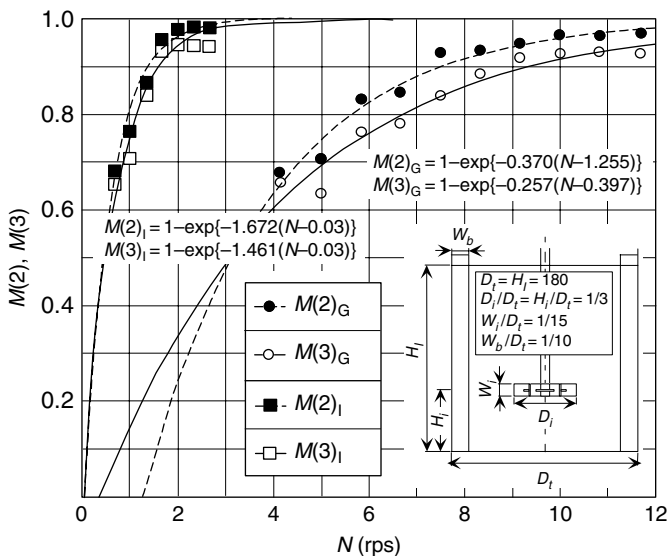 1.0
0.8
0.6
0.4
0.2
0
2
4
6
8
10
12
M(2), M(3)
N (rps)
M(2)G = 1–exp{–0.370(N–1.255)}
M(3)G = 1–exp{–0.257(N–0.397)}
M(2)I = 1–exp{–1.672(N–0.03)}
M(3)I = 1–exp{–1.461(N–0.03)}
M(2)G
M(3)G
M(2)I
M(3)I
Wb
Dt = Hl = 180
Di/Dt = Hi/Dt = 1/3
Wi/Dt = 1/15
Wb/Dt = 1/10
Hl
Wi
Hi
Di
Dt